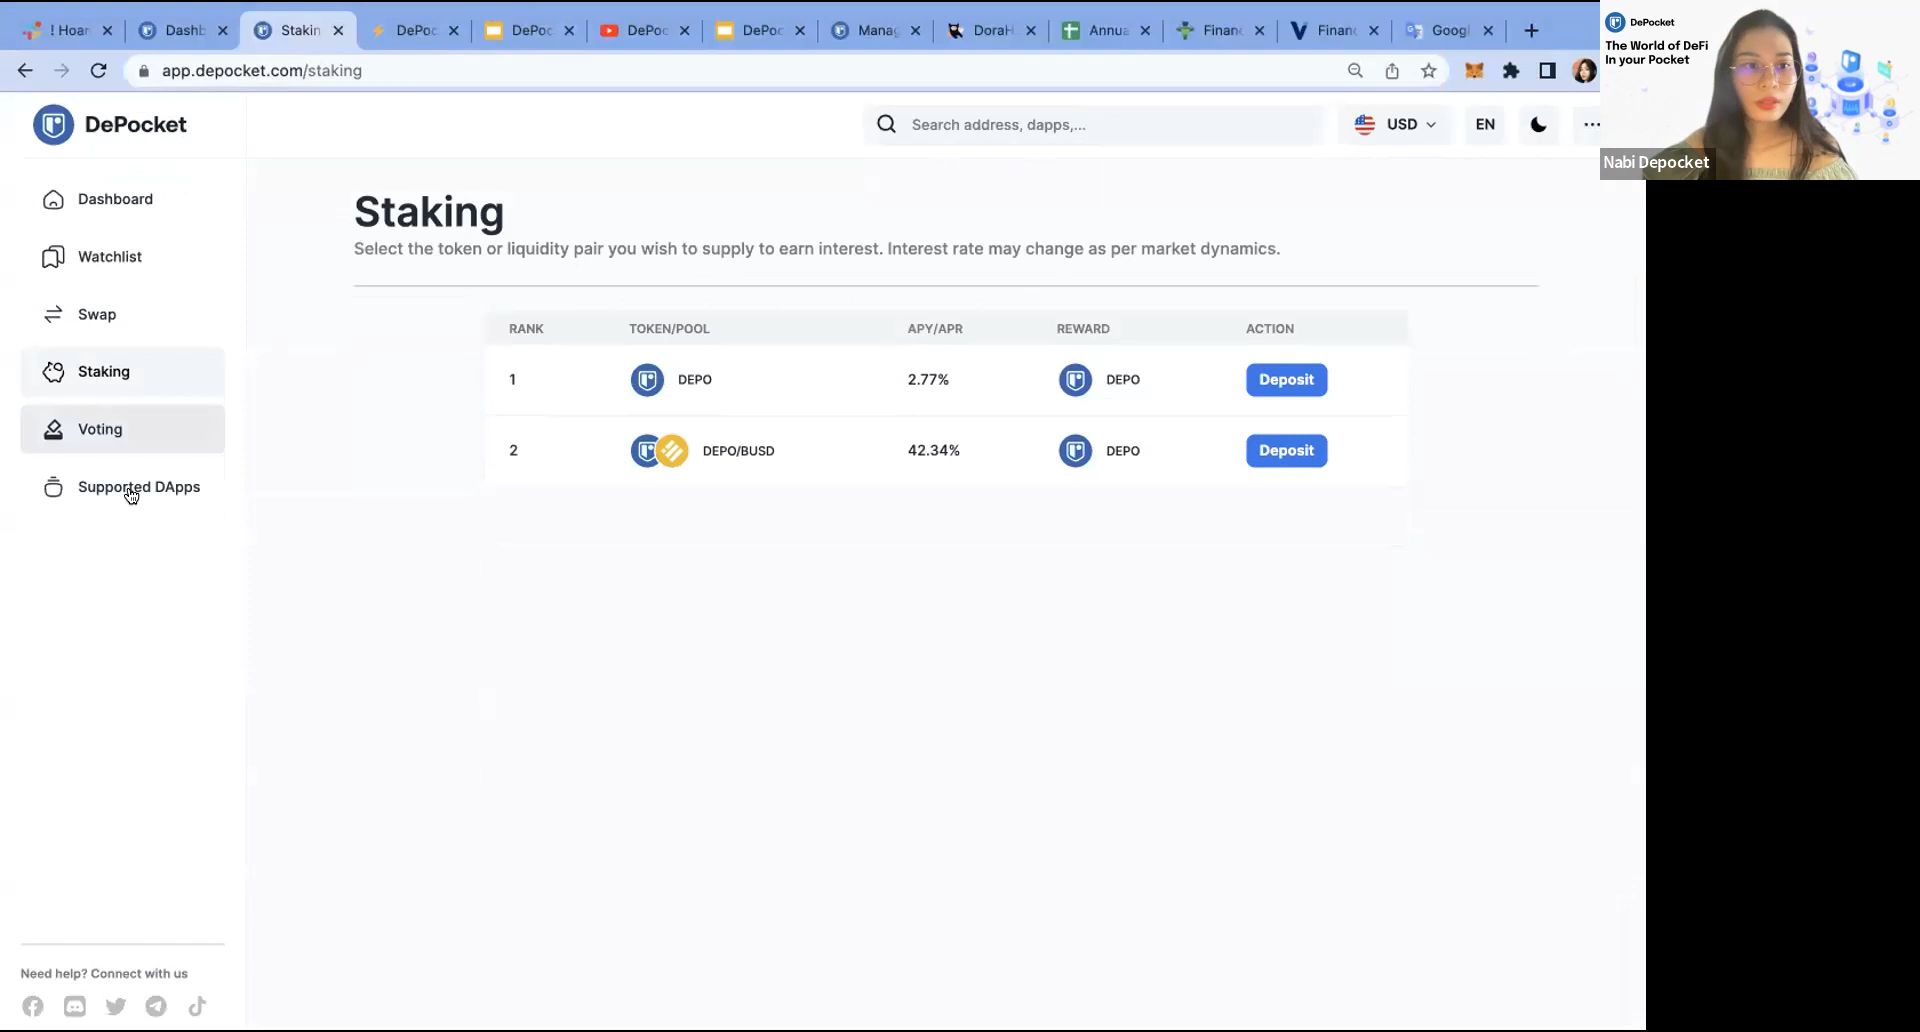 ! Hoar
Dashb
Stakin
DePoc
DePoc
DePoc
DePoc
Manag
DoraH
Annua
Financ
Financ
Googl
app.depocket.com/staking
DePocket
The World of DeFi
In your Pocket
Nabi Depocket
DePocket
Search address, dapps,...
USD
EN
Dashboard
Watchlist
Swap
Staking
Voting
Supported DApps
Staking
Select the token or liquidity pair you wish to supply to earn interest. Interest rate may change as per market dynamics.
RANK TOKEN/POOL APY/APR REWARD ACTION
1 DEPO 2.77% DEPO Deposit
2 DEPO/BUSD 42.34% DEPO Deposit
Need help? Connect with us